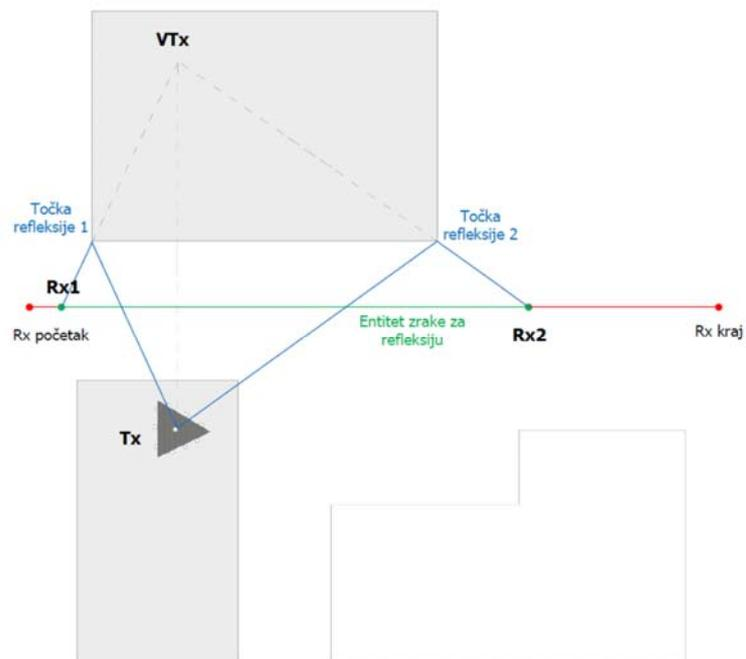 VTx
Točka
refleksije 1
Točka
refleksije 2
Rx1
Rx početak
Entitet zrake za
refleksiju
Rx2
Rx kraj
Tx